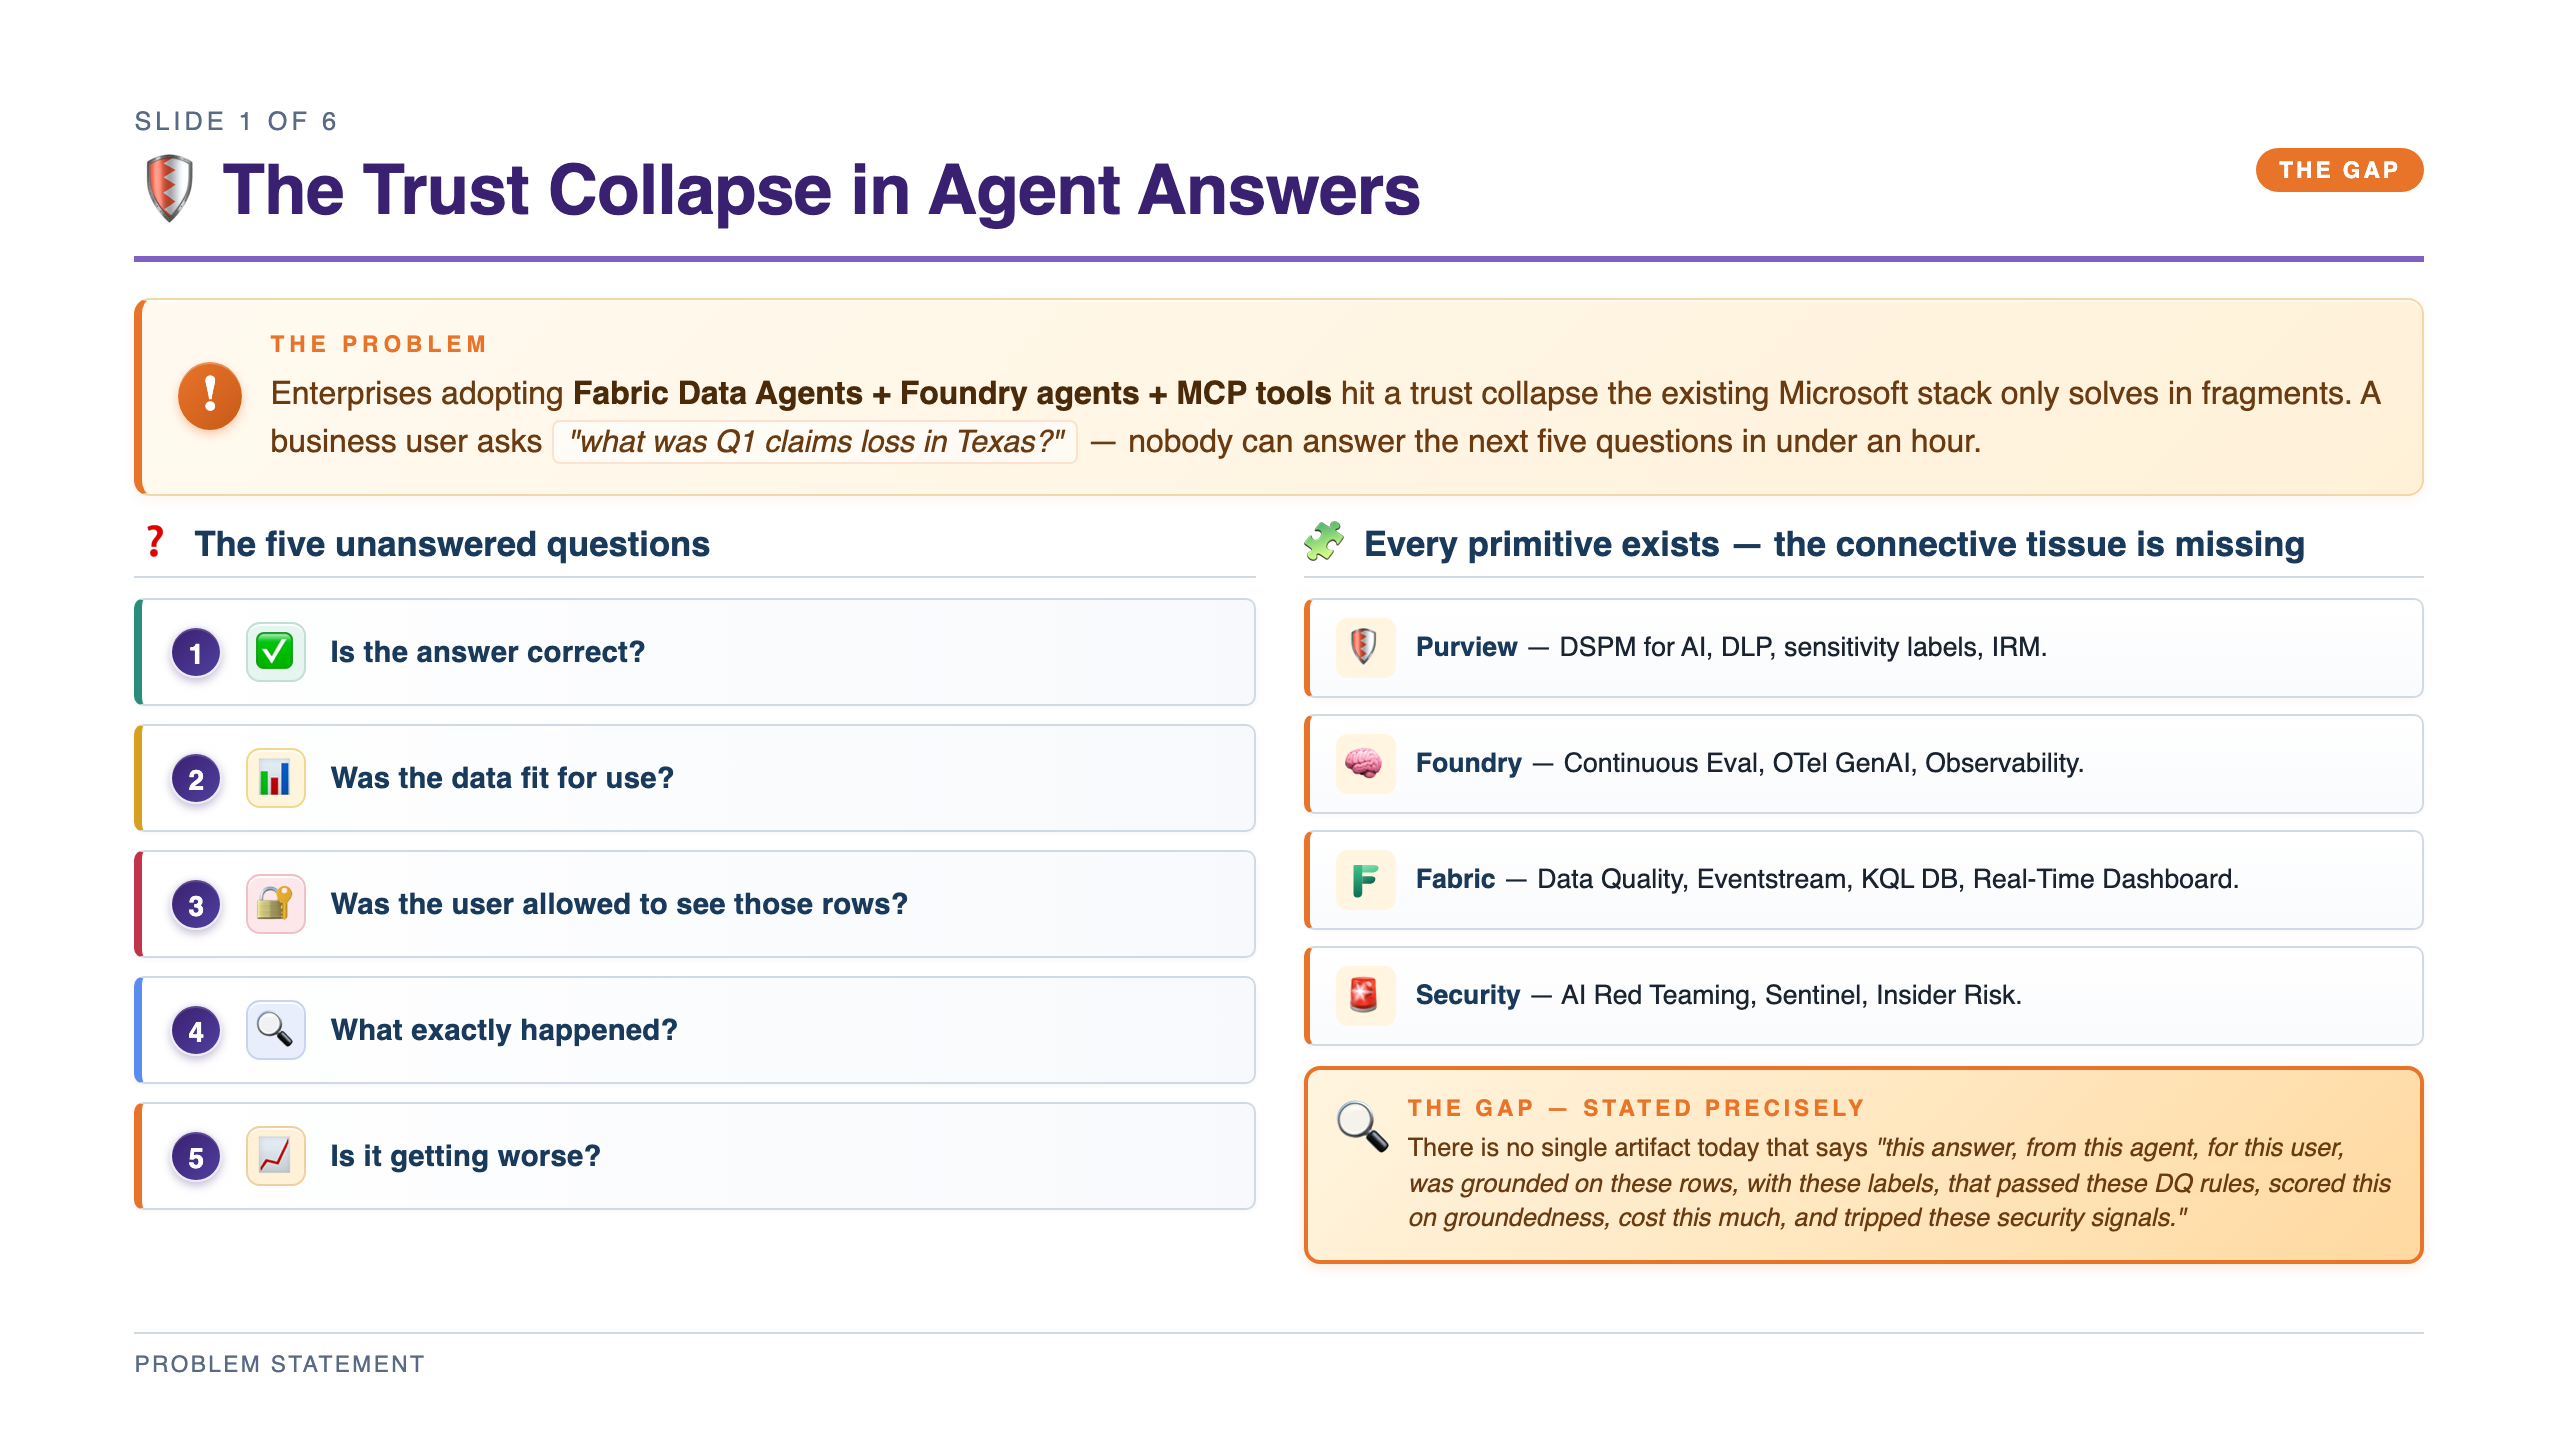 SLIDE 1 OF 6
The Trust Collapse in Agent Answers
THE GAP
THE PROBLEM
Enterprises adopting Fabric Data Agents + Foundry agents + MCP tools hit a trust collapse the existing Microsoft stack only solves in fragments. A
business user asks "what was Q1 claims loss in Texas?" — nobody can answer the next five questions in under an hour.
The five unanswered questions
1 Is the answer correct?
2 Was the data fit for use?
3 Was the user allowed to see those rows?
4 What exactly happened?
5 Is it getting worse?
Every primitive exists — the connective tissue is missing
Purview — DSPM for AI, DLP, sensitivity labels, IRM.
Foundry — Continuous Eval, OTel GenAI, Observability.
Fabric — Data Quality, Eventstream, KQL DB, Real-Time Dashboard.
Security — AI Red Teaming, Sentinel, Insider Risk.
THE GAP — STATED PRECISELY
There is no single artifact today that says "this answer, from this agent, for this user,
was grounded on these rows, with these labels, that passed these DQ rules, scored this
on groundedness, cost this much, and tripped these security signals."
PROBLEM STATEMENT